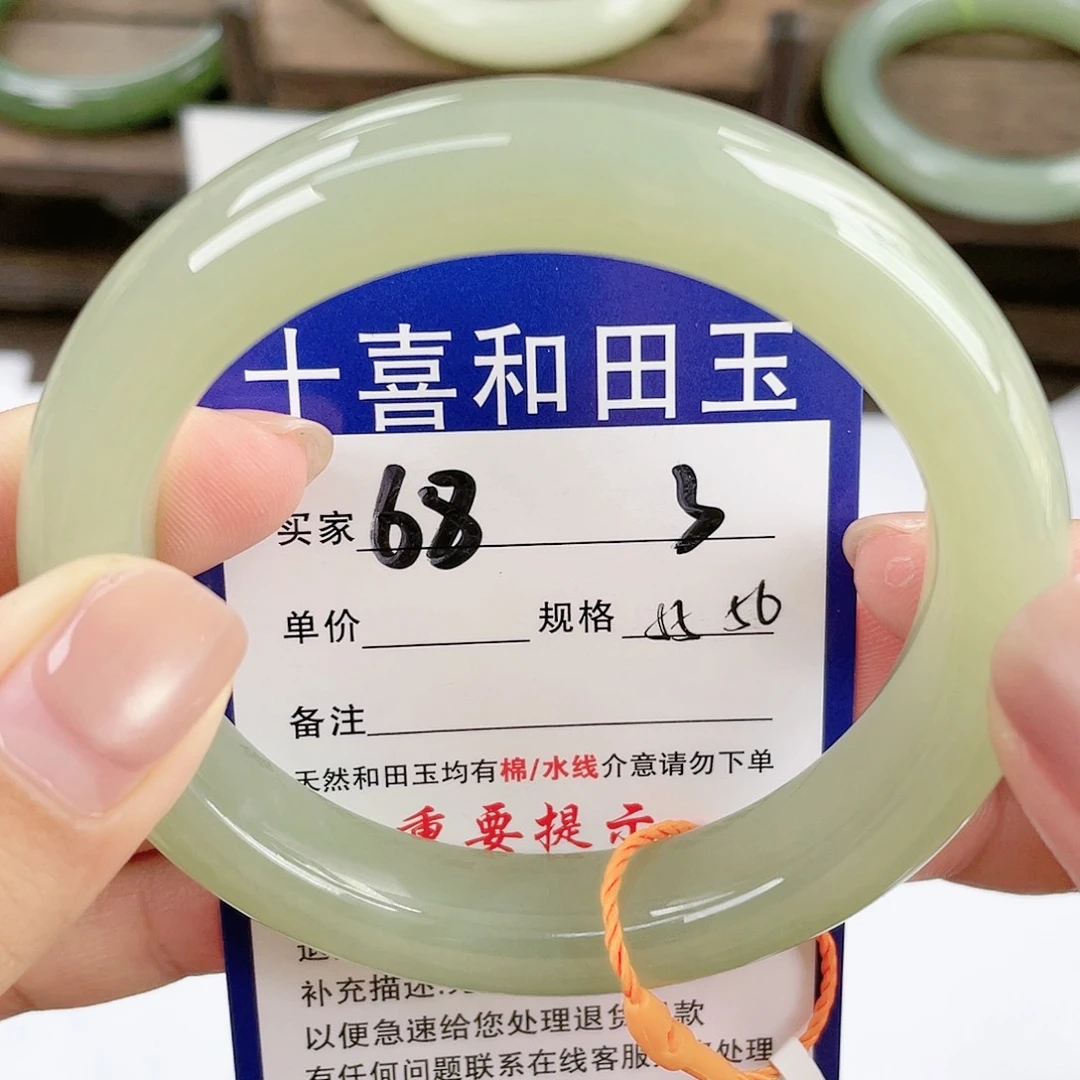 十喜和田玉
买家 68 3
单价 规格 55 56
备注
天然和田玉均有棉/水线介意请勿下单
重要提示
补充描述
以便急速给您处理退货 款
有任何问题联系在线客服 处理